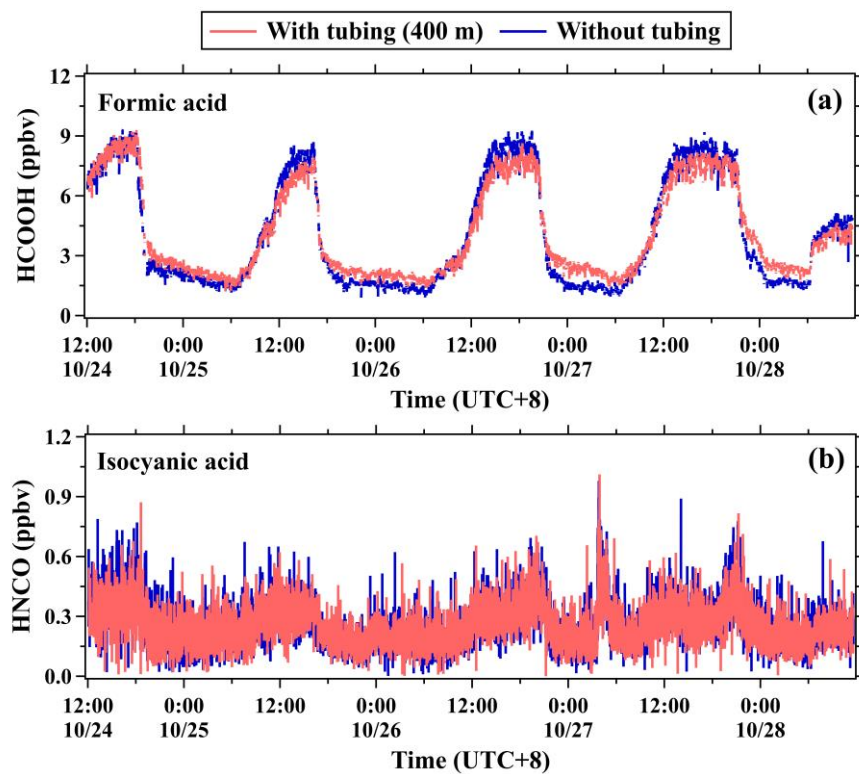 With tubing (400 m) Without tubing
Formic acid (a)
HCOOH (ppbv)
12
9
6
3
0
12:00 0:00 12:00 0:00 12:00 0:00 12:00 0:00
10/24 10/25 10/26 10/27 10/28
Time (UTC+8)
Isocyanic acid (b)
HNCO (ppbv)
1.2
0.9
0.6
0.3
0.0
12:00 0:00 12:00 0:00 12:00 0:00 12:00 0:00
10/24 10/25 10/26 10/27 10/28
Time (UTC+8)